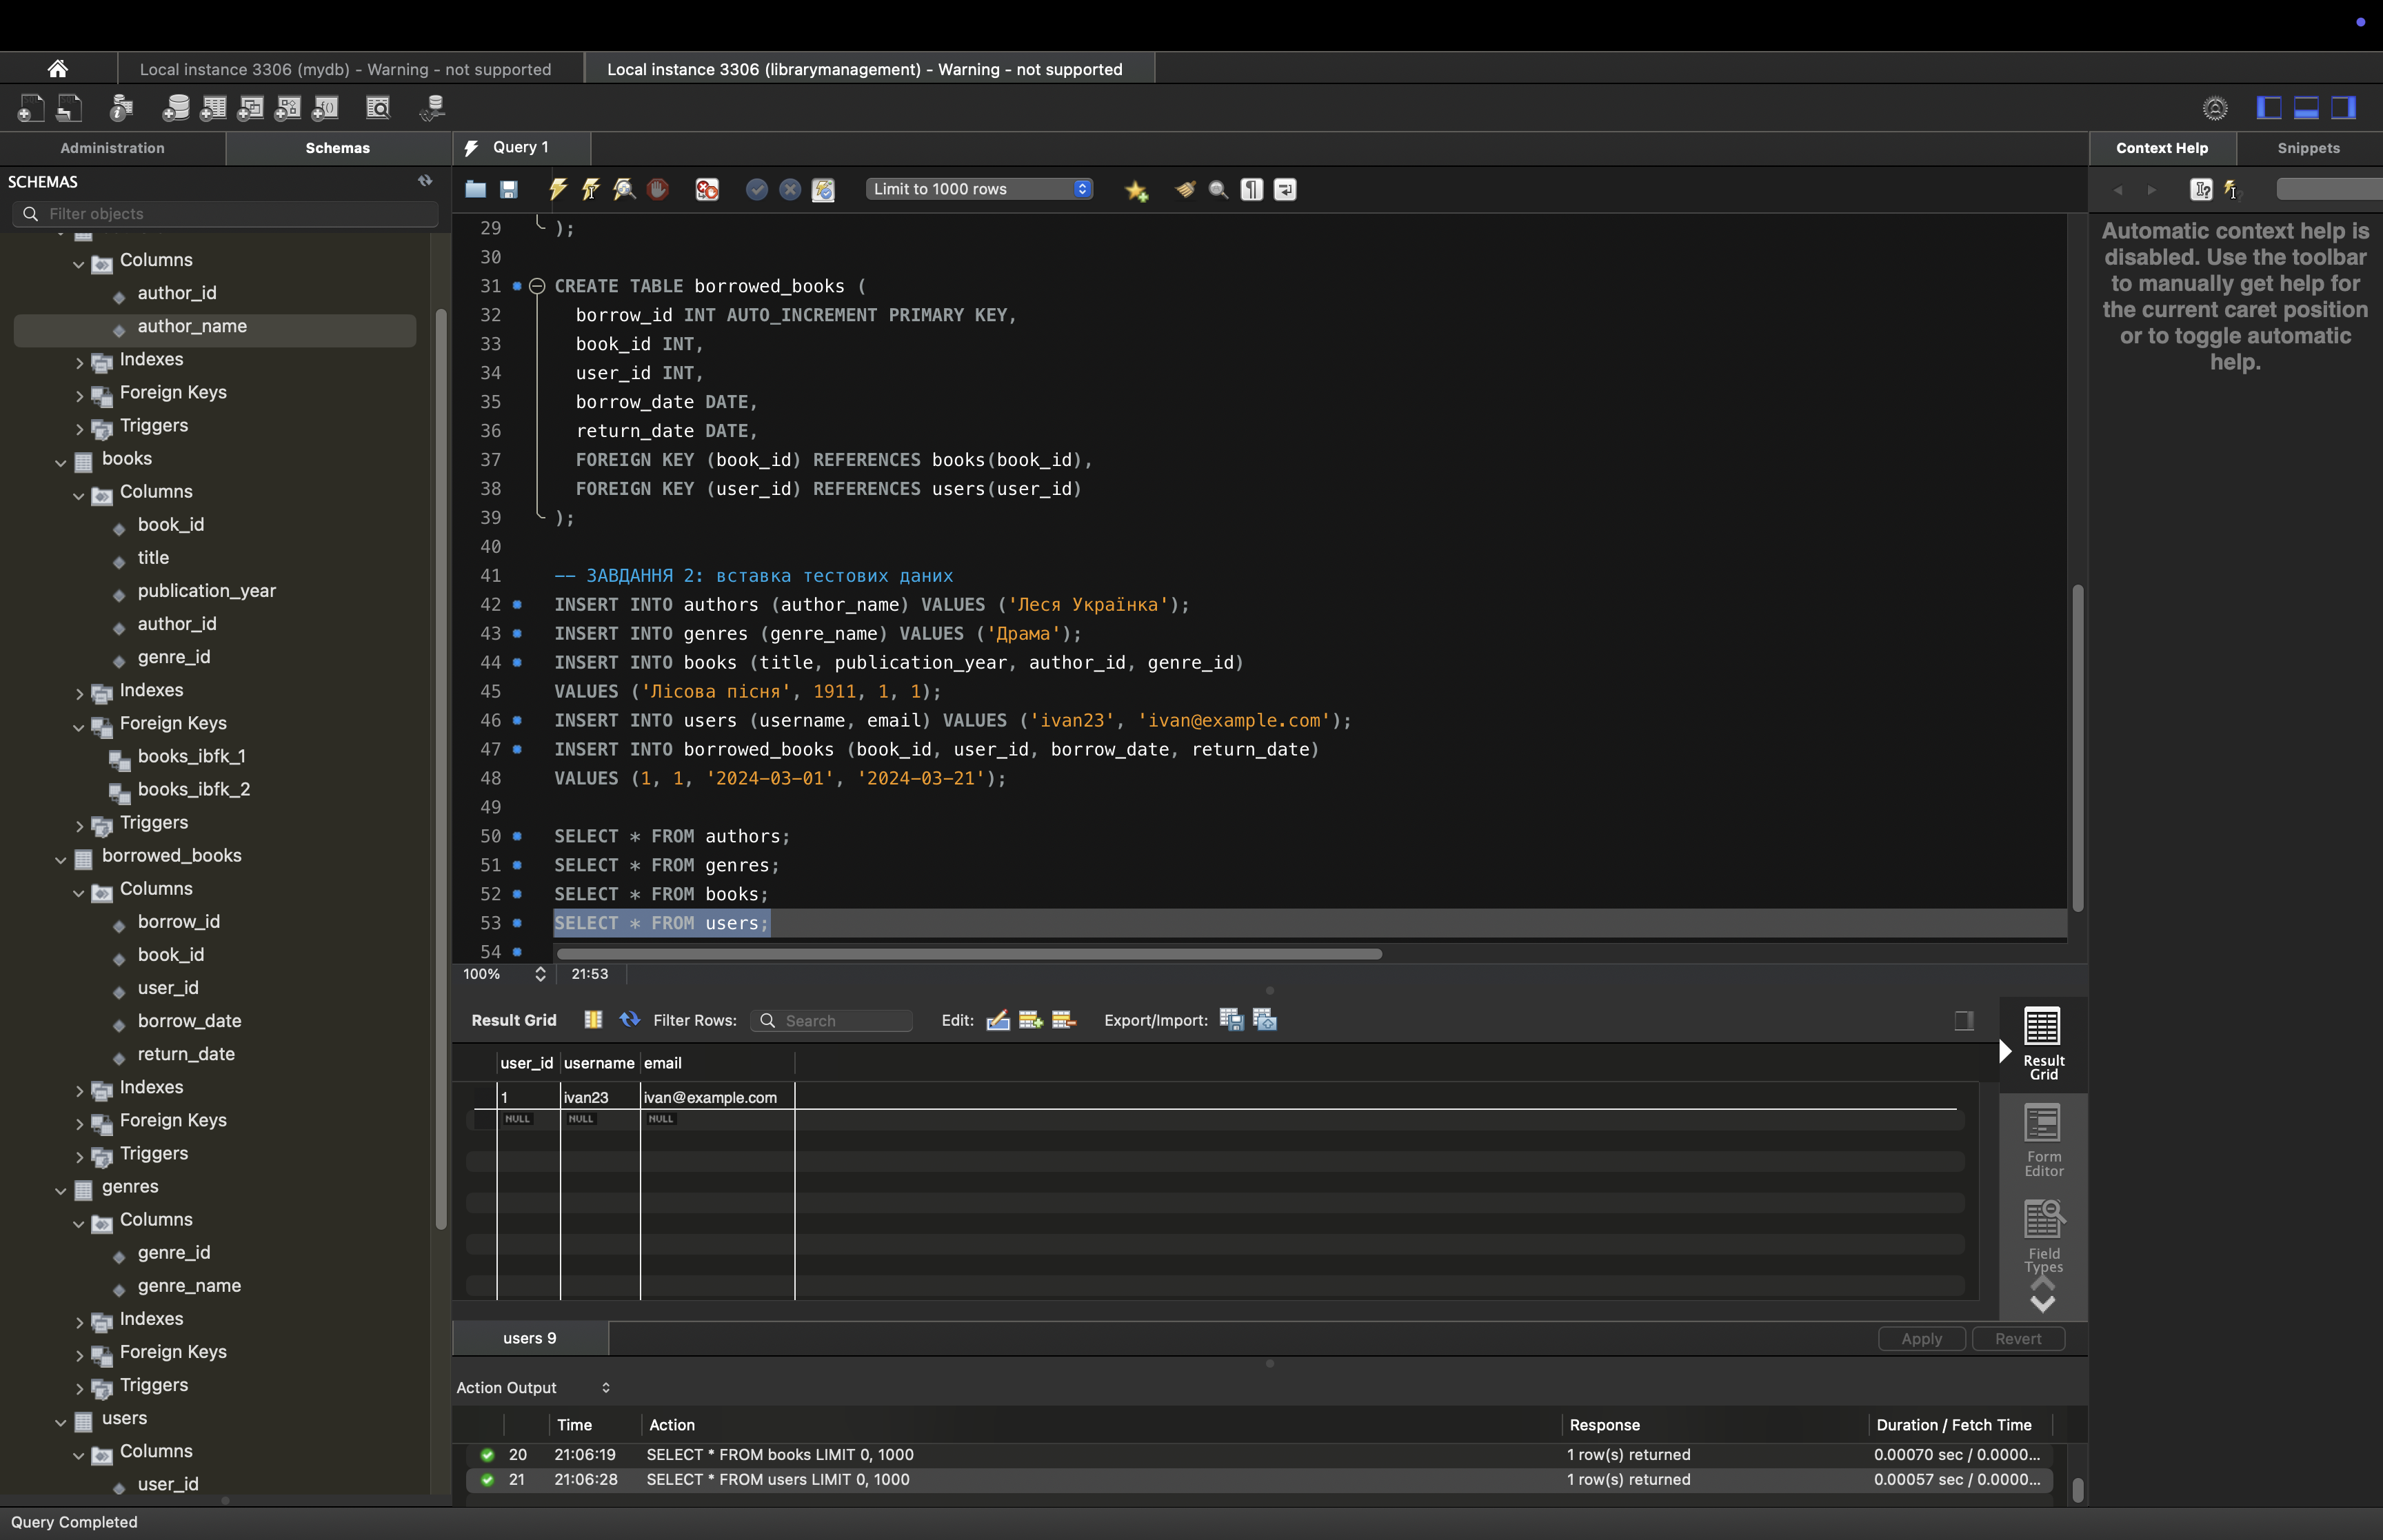 Local instance 3306 (mydb) - Warning - not supported
Local instance 3306 (librarymanagement) - Warning - not supported
Administration
Schemas
Query 1
Context Help
Snippets
SCHEMAS
Filter objects
Limit to 1000 rows
Columns
author_id
author_name
Indexes
Foreign Keys
Triggers
books
Columns
book_id
title
publication_year
author_id
genre_id
Indexes
Foreign Keys
books_ibfk_1
books_ibfk_2
Triggers
borrowed_books
Columns
borrow_id
book_id
user_id
borrow_date
return_date
Indexes
Foreign Keys
Triggers
genres
Columns
genre_id
genre_name
Indexes
Foreign Keys
Triggers
users
Columns
user_id
29 );
30
31 CREATE TABLE borrowed_books (
32 borrow_id INT AUTO_INCREMENT PRIMARY KEY,
33 book_id INT,
34 user_id INT,
35 borrow_date DATE,
36 return_date DATE,
37 FOREIGN KEY (book_id) REFERENCES books(book_id),
38 FOREIGN KEY (user_id) REFERENCES users(user_id)
39 );
40
41 -- ЗАВДАННЯ 2: вставка тестових даних
42 INSERT INTO authors (author_name) VALUES ('Леся Українка');
43 INSERT INTO genres (genre_name) VALUES ('Драма');
44 INSERT INTO books (title, publication_year, author_id, genre_id)
45 VALUES ('Лісова пісня', 1911, 1, 1);
46 INSERT INTO users (username, email) VALUES ('ivan23', 'ivan@example.com');
47 INSERT INTO borrowed_books (book_id, user_id, borrow_date, return_date)
48 VALUES (1, 1, '2024-03-01', '2024-03-21');
49
50 SELECT * FROM authors;
51 SELECT * FROM genres;
52 SELECT * FROM books;
53 SELECT * FROM users;
54
100% 21:53
Automatic context help is
disabled. Use the toolbar
to manually get help for
the current caret position
or to toggle automatic
help.
Result Grid Filter Rows: Search Edit: Export/Import:
user_id username email
1 ivan23 ivan@example.com
NULL NULL NULL
Result
Grid
Form
Editor
Field
Types
users 9
Apply
Revert
Action Output
Time Action Response Duration / Fetch Time
20 21:06:19 SELECT * FROM books LIMIT 0, 1000 1 row(s) returned 0.00070 sec / 0.0000...
21 21:06:28 SELECT * FROM users LIMIT 0, 1000 1 row(s) returned 0.00057 sec / 0.0000...
Query Completed